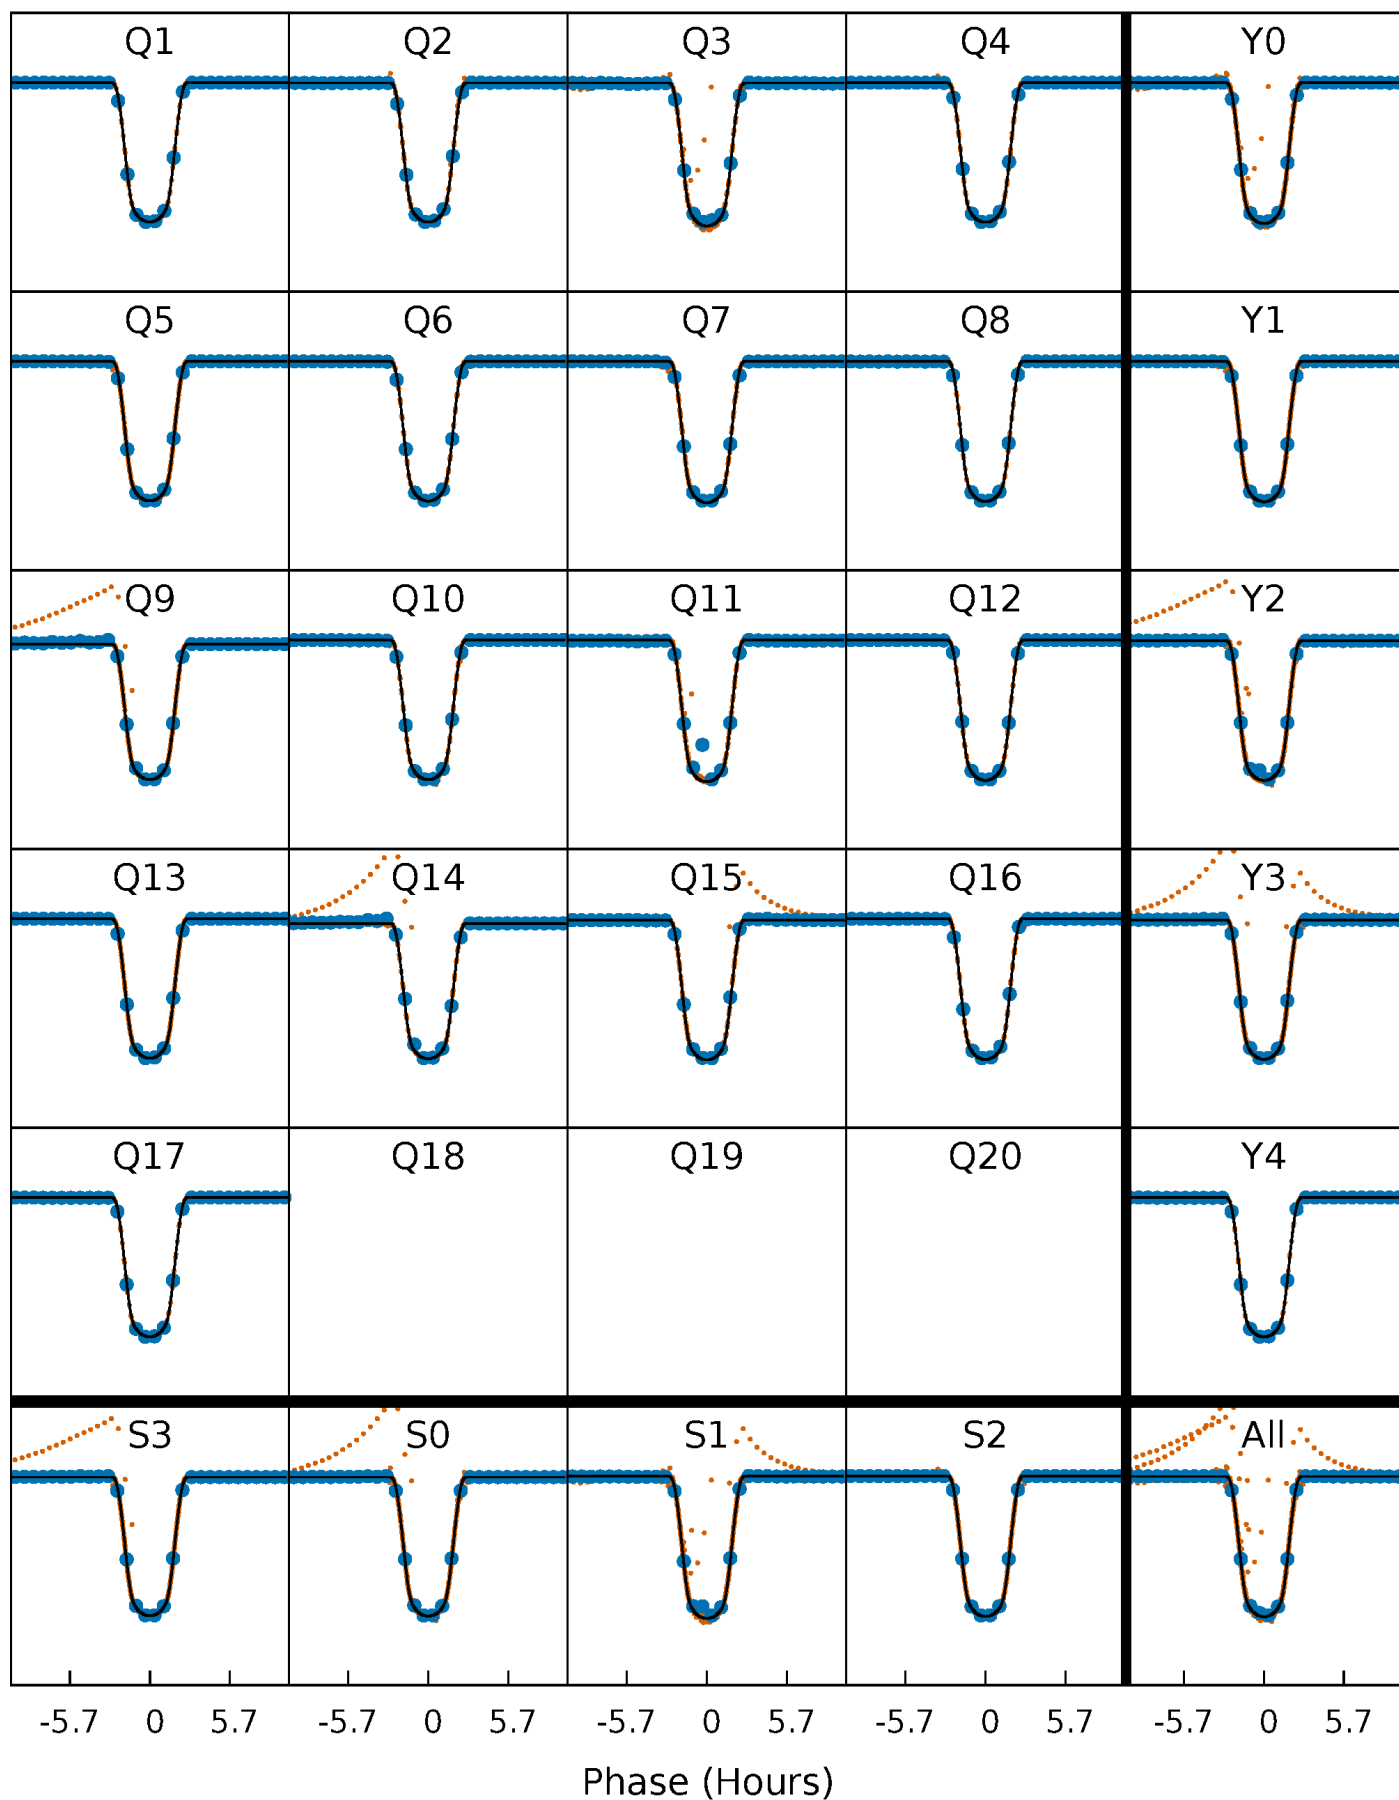 Q1 Q2 Q3 Q4 Y0
Q5 Q6 Q7 Q8 Y1
Q9 Q10 Q11 Q12 Y2
Q13 Q14 Q15 Q16 Y3
Q17 Q18 Q19 Q20 Y4
S3 S0 S1 S2 All
-5.7 0 5.7 -5.7 0 5.7 -5.7 0 5.7 -5.7 0 5.7 -5.7 0 5.7
Phase (Hours)